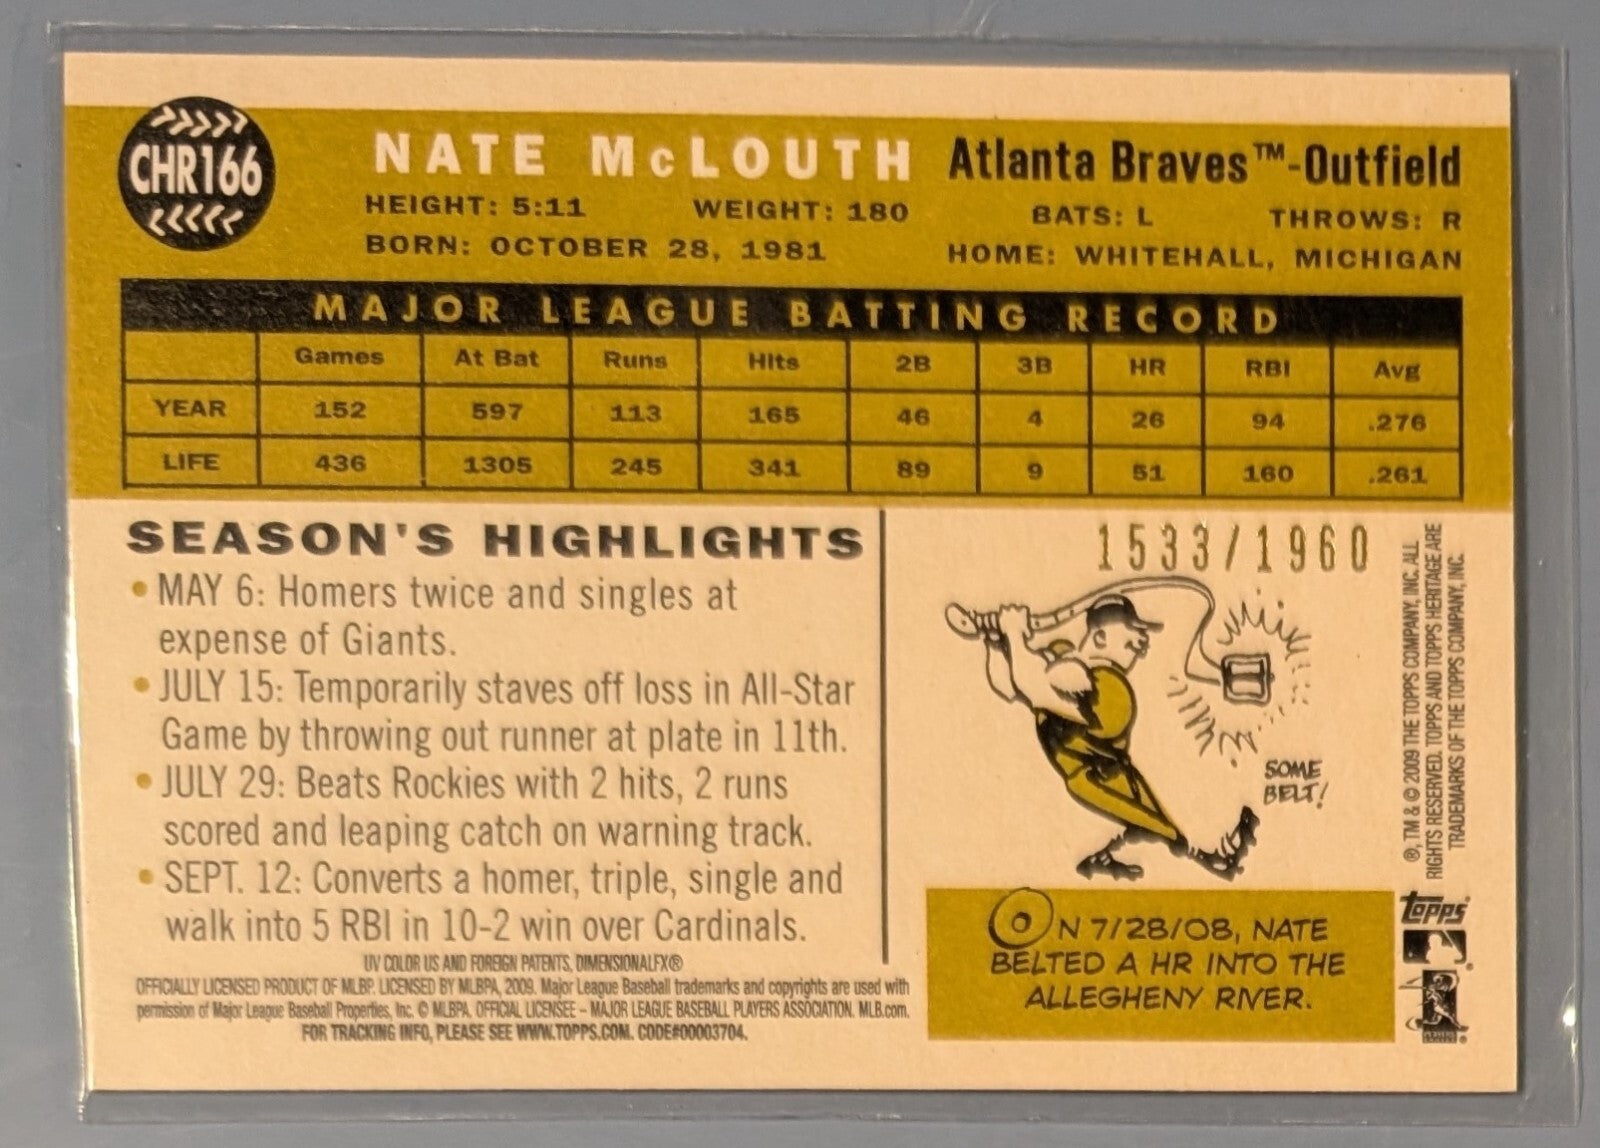 CHR166
NATE McLOUTH
Atlanta Braves™-Outfield
HEIGHT: 5:11 WEIGHT: 180 BATS: L THROWS: R
BORN: OCTOBER 28, 1981 HOME: WHITEHALL, MICHIGAN
MAJOR LEAGUE BATTING RECORD
Games At Bat Runs Hits 2B 3B HR RBI Avg
YEAR 152 597 113 165 46 4 26 94 .276
LIFE 436 1305 245 341 89 9 51 160 .261
SEASON'S HIGHLIGHTS
• MAY 6: Homers twice and singles at
expense of Giants.
• JULY 15: Temporarily staves off loss in All-Star
Game by throwing out runner at plate in 11th.
• JULY 29: Beats Rockies with 2 hits, 2 runs
scored and leaping catch on warning track.
• SEPT. 12: Converts a homer, triple, single and
walk into 5 RBI in 10-2 win over Cardinals.
UV COLOR US AND FOREIGN PATENTS, DIMENSIONALFX®
OFFICIALLY LICENSED PRODUCT OF MLBP. LICENSED BY MLBPA, 2009. Major League Baseball trademarks and copyrights are used with
permission of Major League Baseball Properties, Inc. © MLBPA. OFFICIAL LICENSEE – MAJOR LEAGUE BASEBALL PLAYERS ASSOCIATION. MLB.com.
FOR TRACKING INFO, PLEASE SEE WWW.TOPPS.COM. CODE#00003704.
1533/1960
SOME
BELT!
ON 7/28/08, NATE
BELTED A HR INTO THE
ALLEGHENY RIVER.
®, TM & © 2009 THE TOPPS COMPANY, INC. ALL
RIGHTS RESERVED. TOPPS AND TOPPS HERITAGE ARE
TRADEMARKS OF THE TOPPS COMPANY, INC.
topps